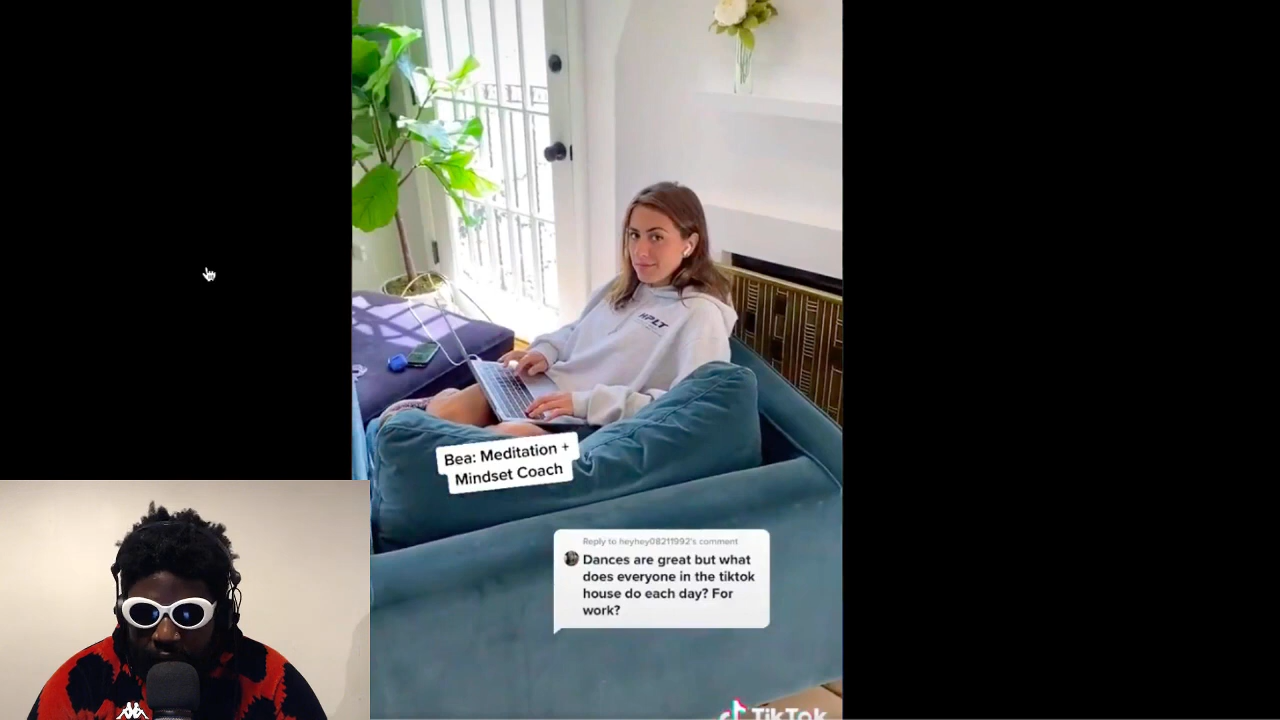 HPLT
Bea: Meditation +
Mindset Coach
Reply to heyhey08211992's comment
Dances are great but what
does everyone in the tiktok
house do each day? For
work?
TikTok